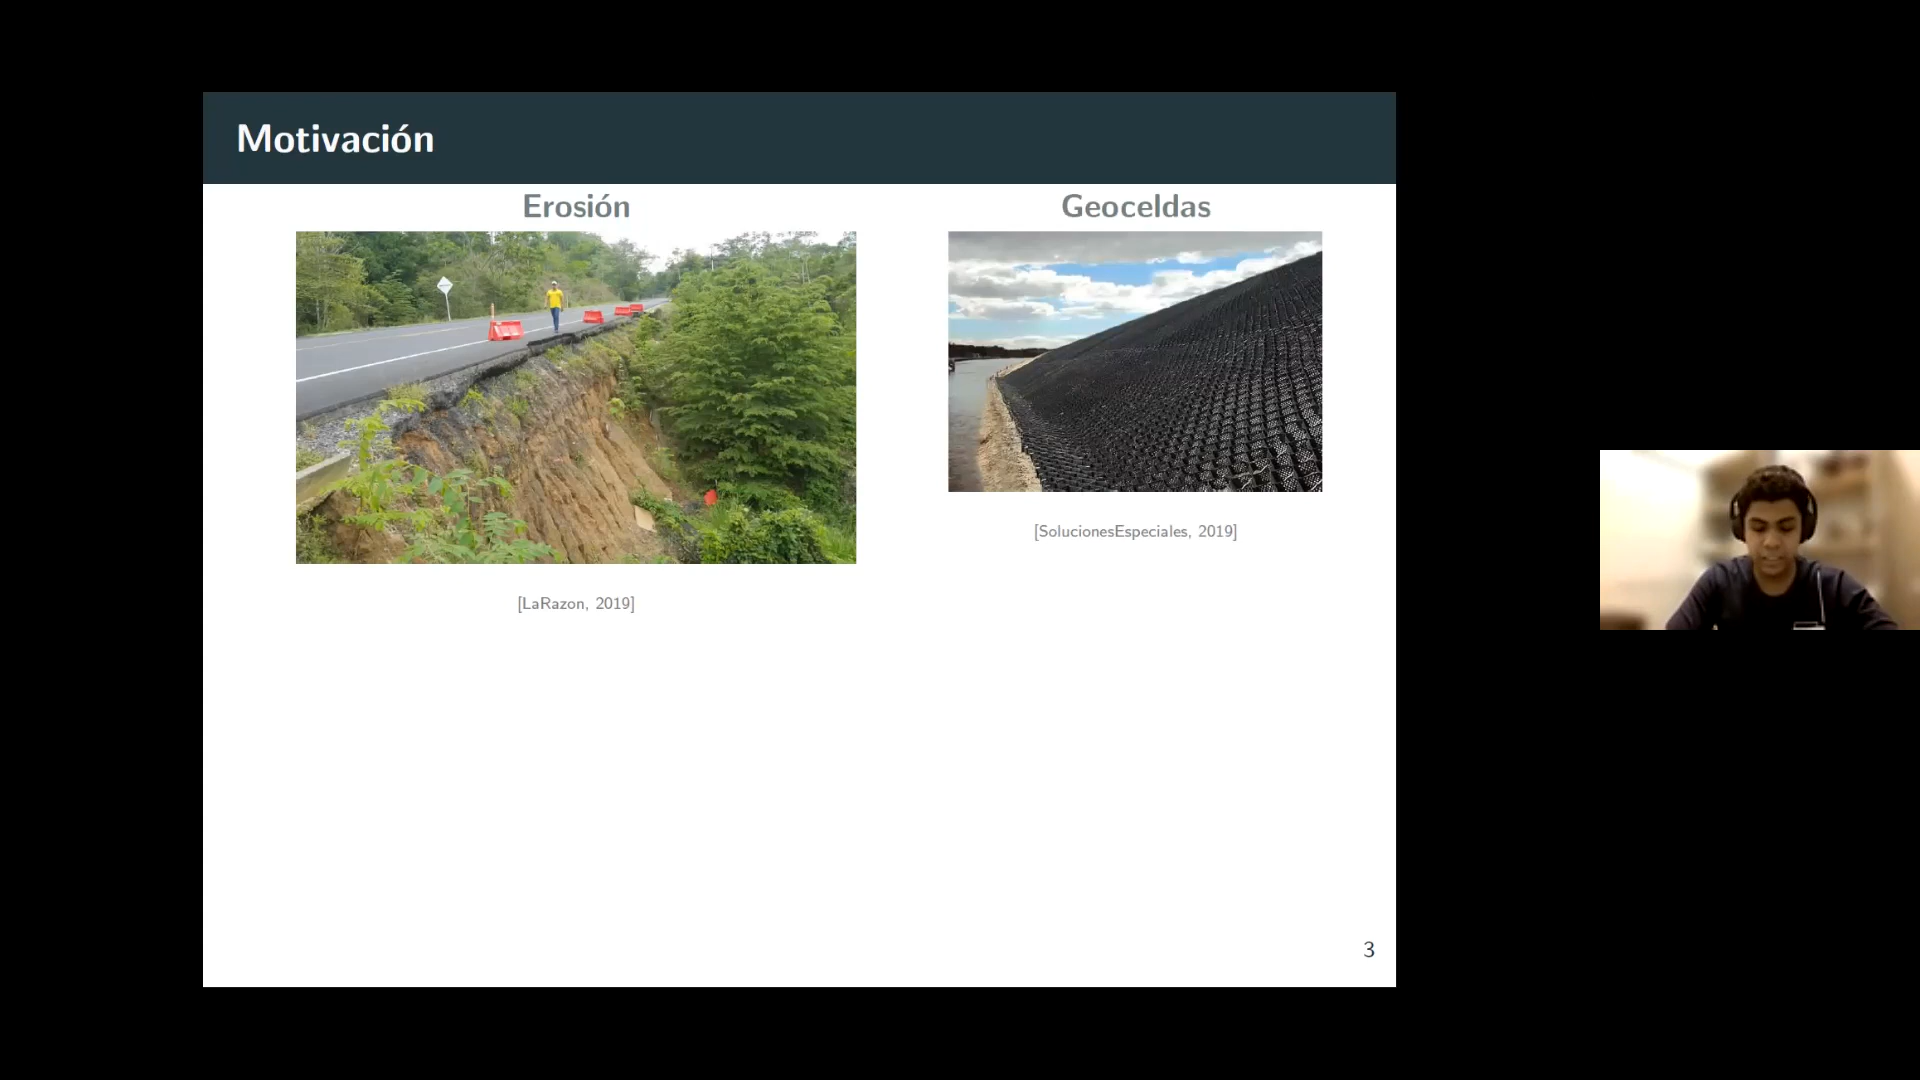 Motivación
Erosión
[LaRazon, 2019]
Geoceldas
[SolucionesEspeciales, 2019]
3